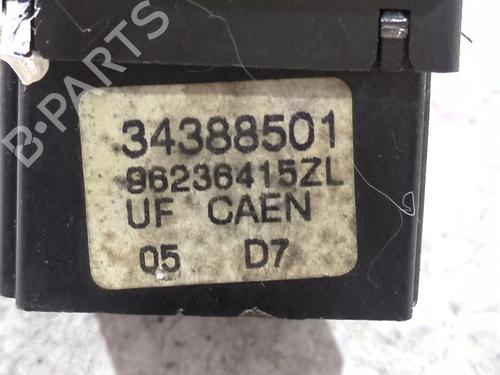 B-PARTS
34388501
96236415ZL
UF CAEN
05 D7